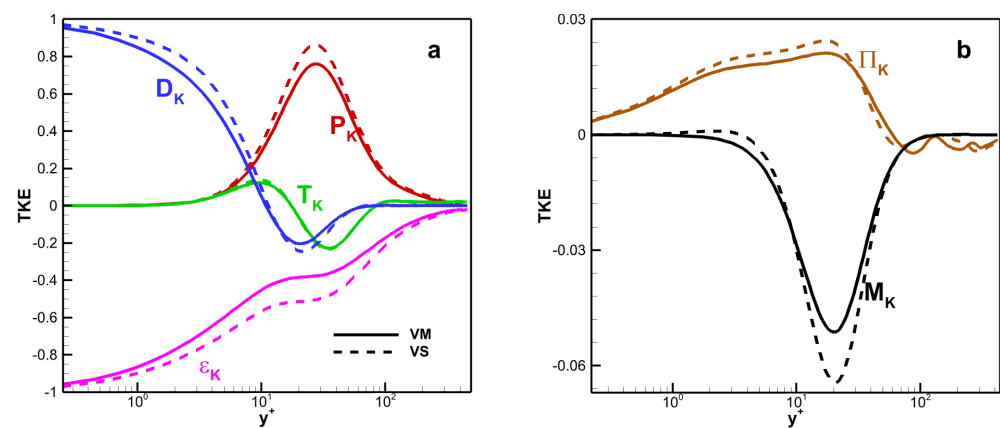 a
1
0.8
0.6
0.4
0.2
0
-0.2
-0.4
-0.6
-0.8
-1
TKE
D_K
P_K
T_K
ε_K
VM
VS
10^0
10^1
10^2
y^+
b
0.03
0
-0.03
-0.06
TKE
Π_K
M_K
10^0
10^1
10^2
y^+